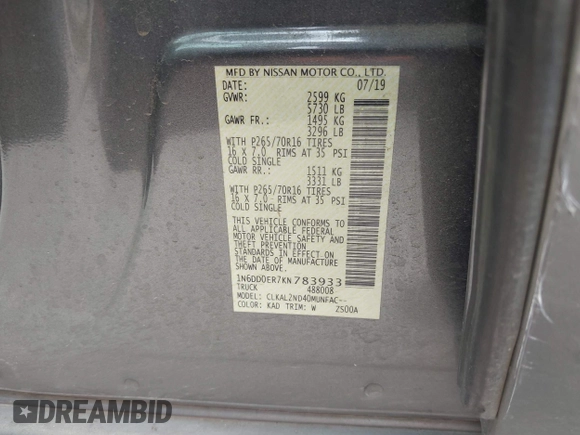 MFD BY NISSAN MOTOR CO., LTD.
DATE: 07/19
GVWR: 2599 KG
5730 LB
GAWR FR.: 1495 KG
3296 LB
WITH P265/70R16 TIRES
16 X 7.0 RIMS AT 35 PSI
COLD SINGLE
GAWR RR.: 1511 KG
3331 LB
WITH P265/70R16 TIRES
16 X 7.0 RIMS AT 35 PSI
COLD SINGLE
THIS VEHICLE CONFORMS TO
ALL APPLICABLE FEDERAL
MOTOR VEHICLE SAFETY AND
THEFT PREVENTION
STANDARDS IN EFFECT ON
THE DATE OF MANUFACTURE
SHOWN ABOVE.
1N6DD0ER7KN783933
TRUCK 488008
MODEL: CLKAL2ND40MUNFAC--
COLOR: KAD TRIM: W Z500A
DREAMBID